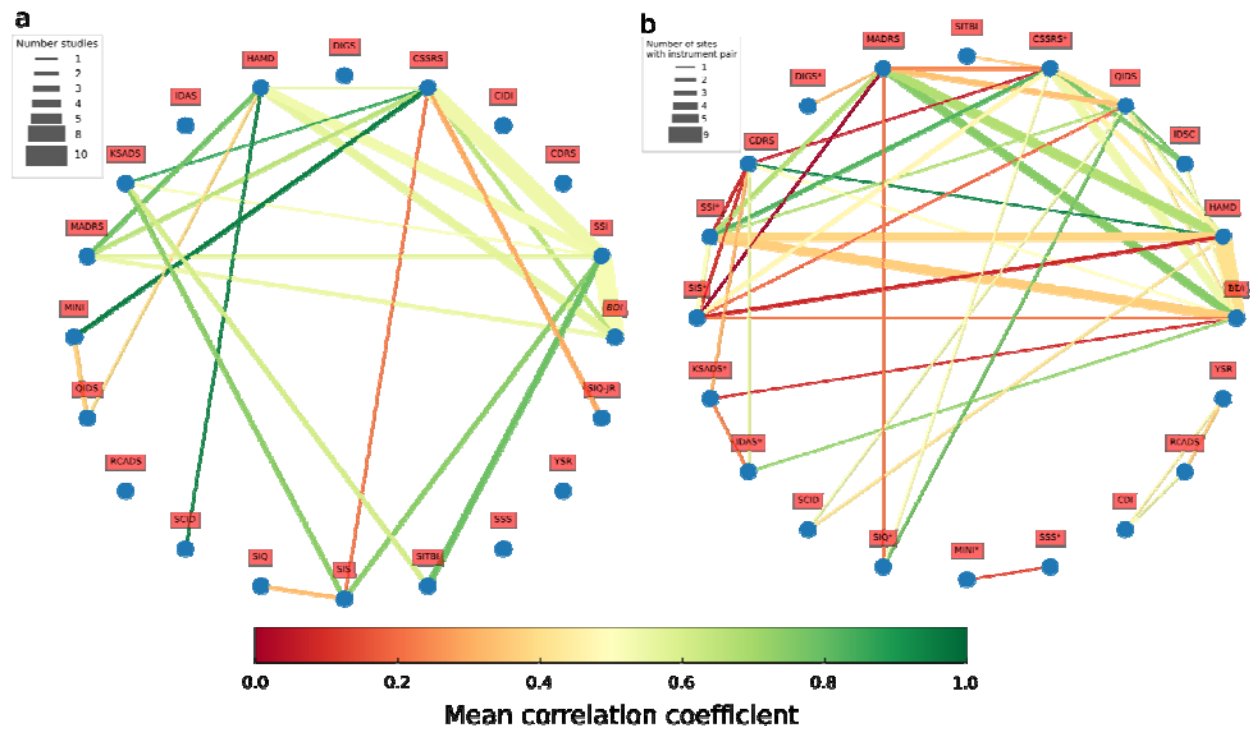 a
Number studies
1
2
3
4
5
8
10
HAMD
DIGS
CSSRS
IDAS
CIDI
KSADS
CDRS
MADRS
SSI
MINI
BDI
QIDS
SIQ-JR
RCADS
YSR
SCID
SSS
SIQ
SIS
SITBI
b
Number of sites
with instrument pair
1
2
3
4
5
9
MADRS
SITBI
CSSRS*
DIGS*
QIDS
CDRS
IDSC
SSI*
HAMD
SIS*
BDI
KSADS*
YSR
IDAS*
RCADS
SCID
CDI
SIQ*
MINI*
SSS*
0.0 0.2 0.4 0.6 0.8 1.0
Mean correlation coefficient